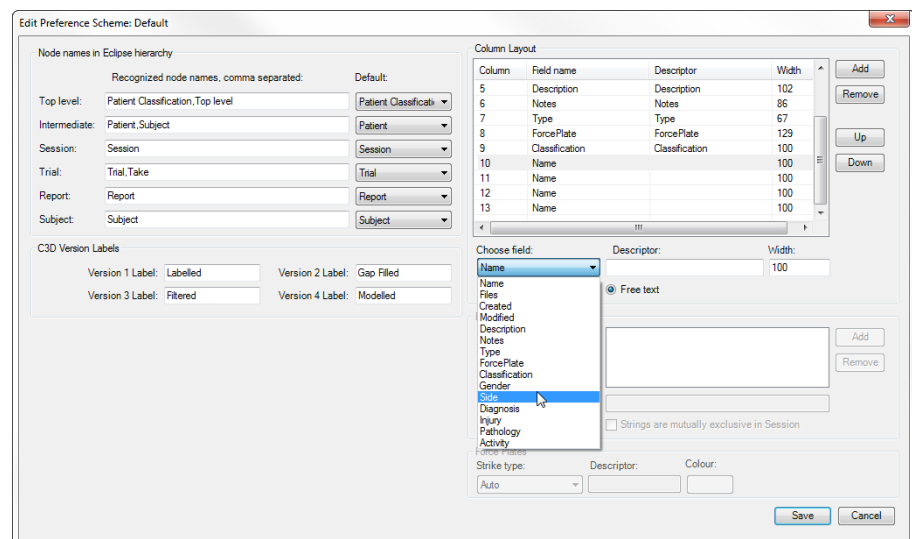 Edit Preference Scheme: Default
Node names in Eclipse hierarchy
Recognized node names, comma separated:
Default:
Top level:
Patient Classification,Top level
Patient Classificati
Intermediate:
Patient,Subject
Patient
Session:
Session
Session
Trial:
Trial,Take
Trial
Report:
Report
Report
Subject:
Subject
Subject
C3D Version Labels
Version 1 Label:
Labelled
Version 2 Label:
Gap Filled
Version 3 Label:
Filtered
Version 4 Label:
Modelled
Column Layout
Column Field name Descriptor Width
5 Description Description 102
6 Notes Notes 86
7 Type Type 67
8 ForcePlate ForcePlate 129
9 Classification Classification 100
10 Name 100
11 Name 100
12 Name 100
13 Name 100
Add
Remove
Up
Down
Choose field:
Descriptor:
Width:
Name
100
Name
Files
Created
Modified
Description
Notes
Type
ForcePlate
Classification
Gender
Side
Diagnosis
Injury
Pathology
Activity
Free text
Add
Remove
Strings are mutually exclusive in Session
Force Plates
Strike type:
Descriptor:
Colour:
Auto
Save
Cancel